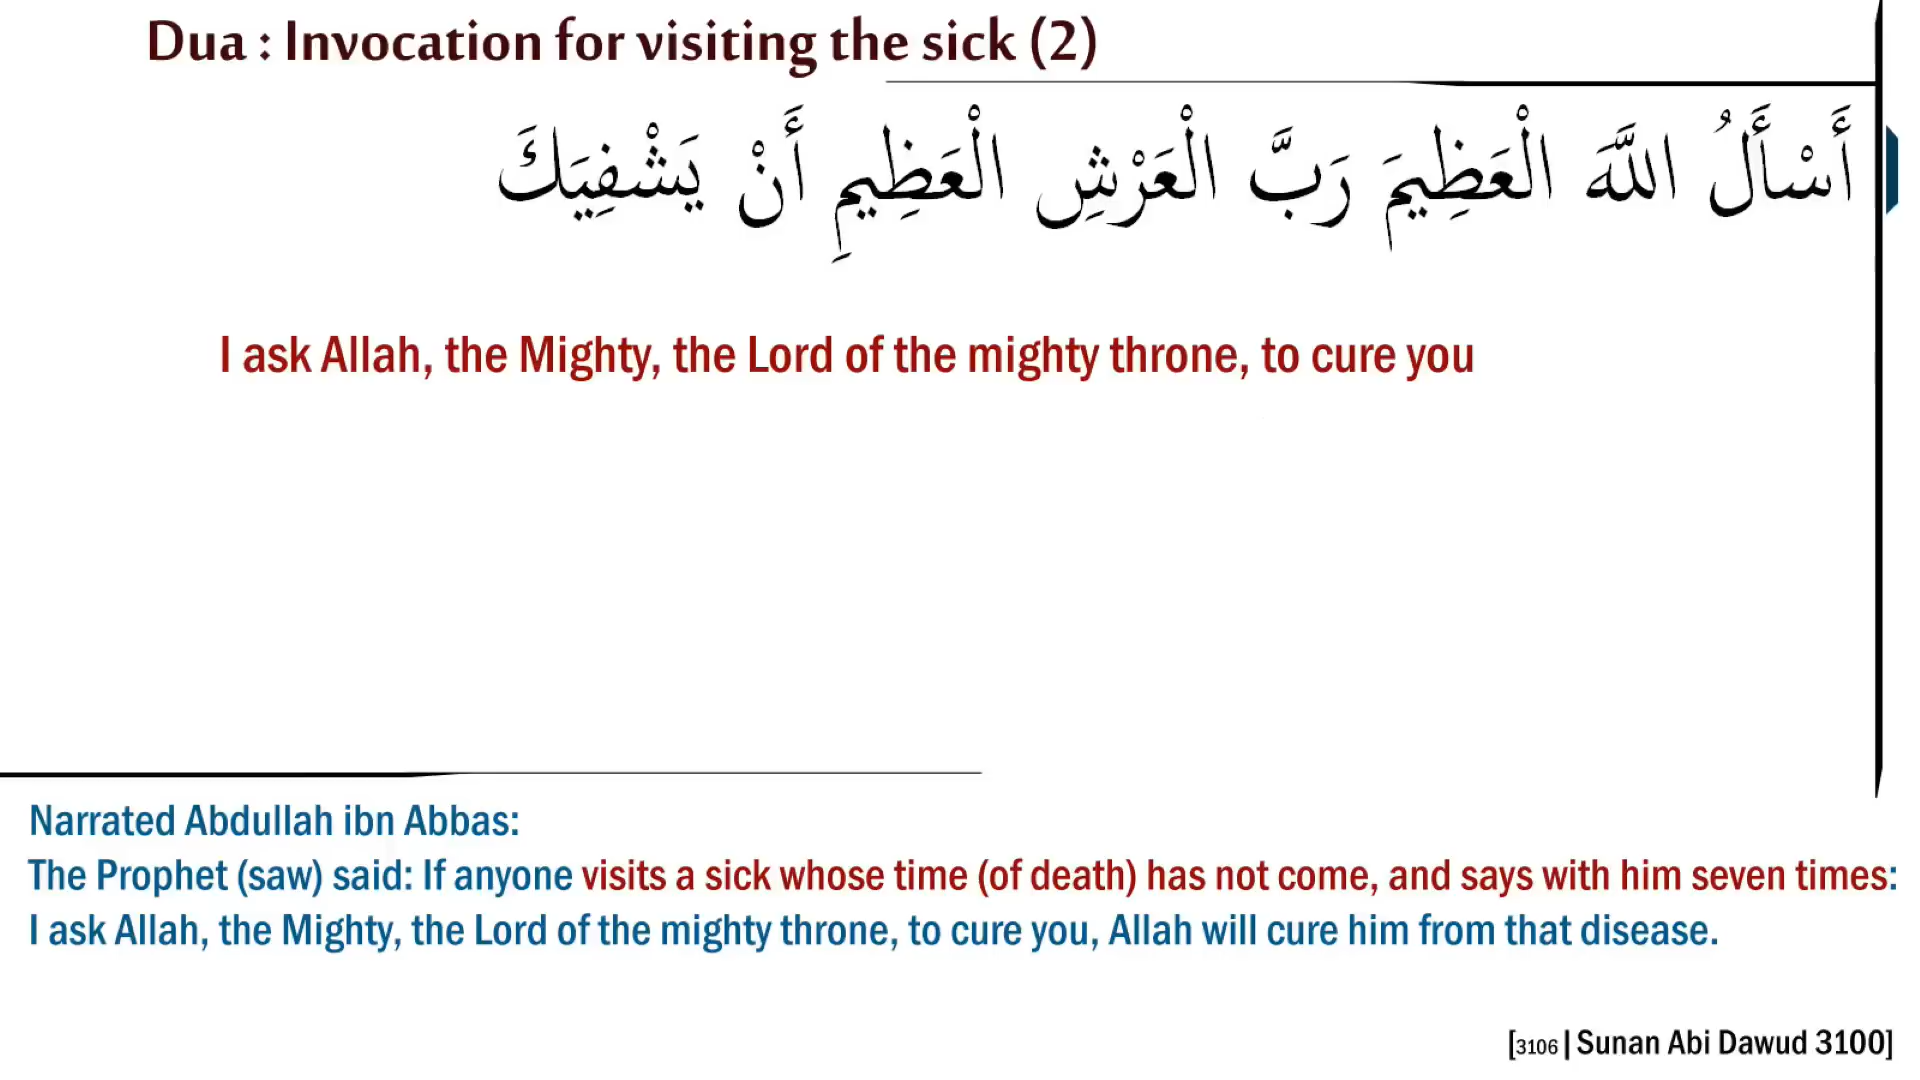 Dua : Invocation for visiting the sick (2)
أَسْأَلُ اللَّهَ الْعَظِيمَ رَبَّ الْعَرْشِ الْعَظِيمِ أَنْ يَشْفِيَكَ
I ask Allah, the Mighty, the Lord of the mighty throne, to cure you
Narrated Abdullah ibn Abbas:
The Prophet (saw) said: If anyone visits a sick whose time (of death) has not come, and says with him seven times:
I ask Allah, the Mighty, the Lord of the mighty throne, to cure you, Allah will cure him from that disease.
[3106 | Sunan Abi Dawud 3100]